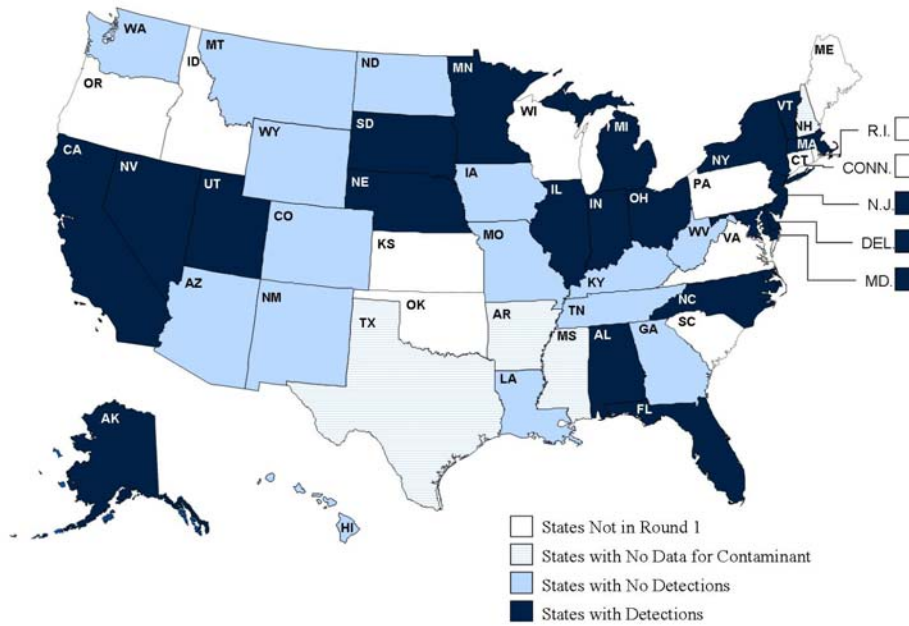 WA
MT
ND
MN
ME
ID
OR
VT
NH
WI
SD
MI
MA
R.I.
WY
NY
CT
CONN.
CA
NV
UT
NE
IA
IL
IN
OH
PA
N.J.
CO
MO
WV
VA
DEL.
KS
KY
MD.
AZ
NM
OK
TN
NC
TX
AR
MS
AL
GA
SC
LA
FL
AK
HI
States Not in Round 1
States with No Data for Contaminant
States with No Detections
States with Detections